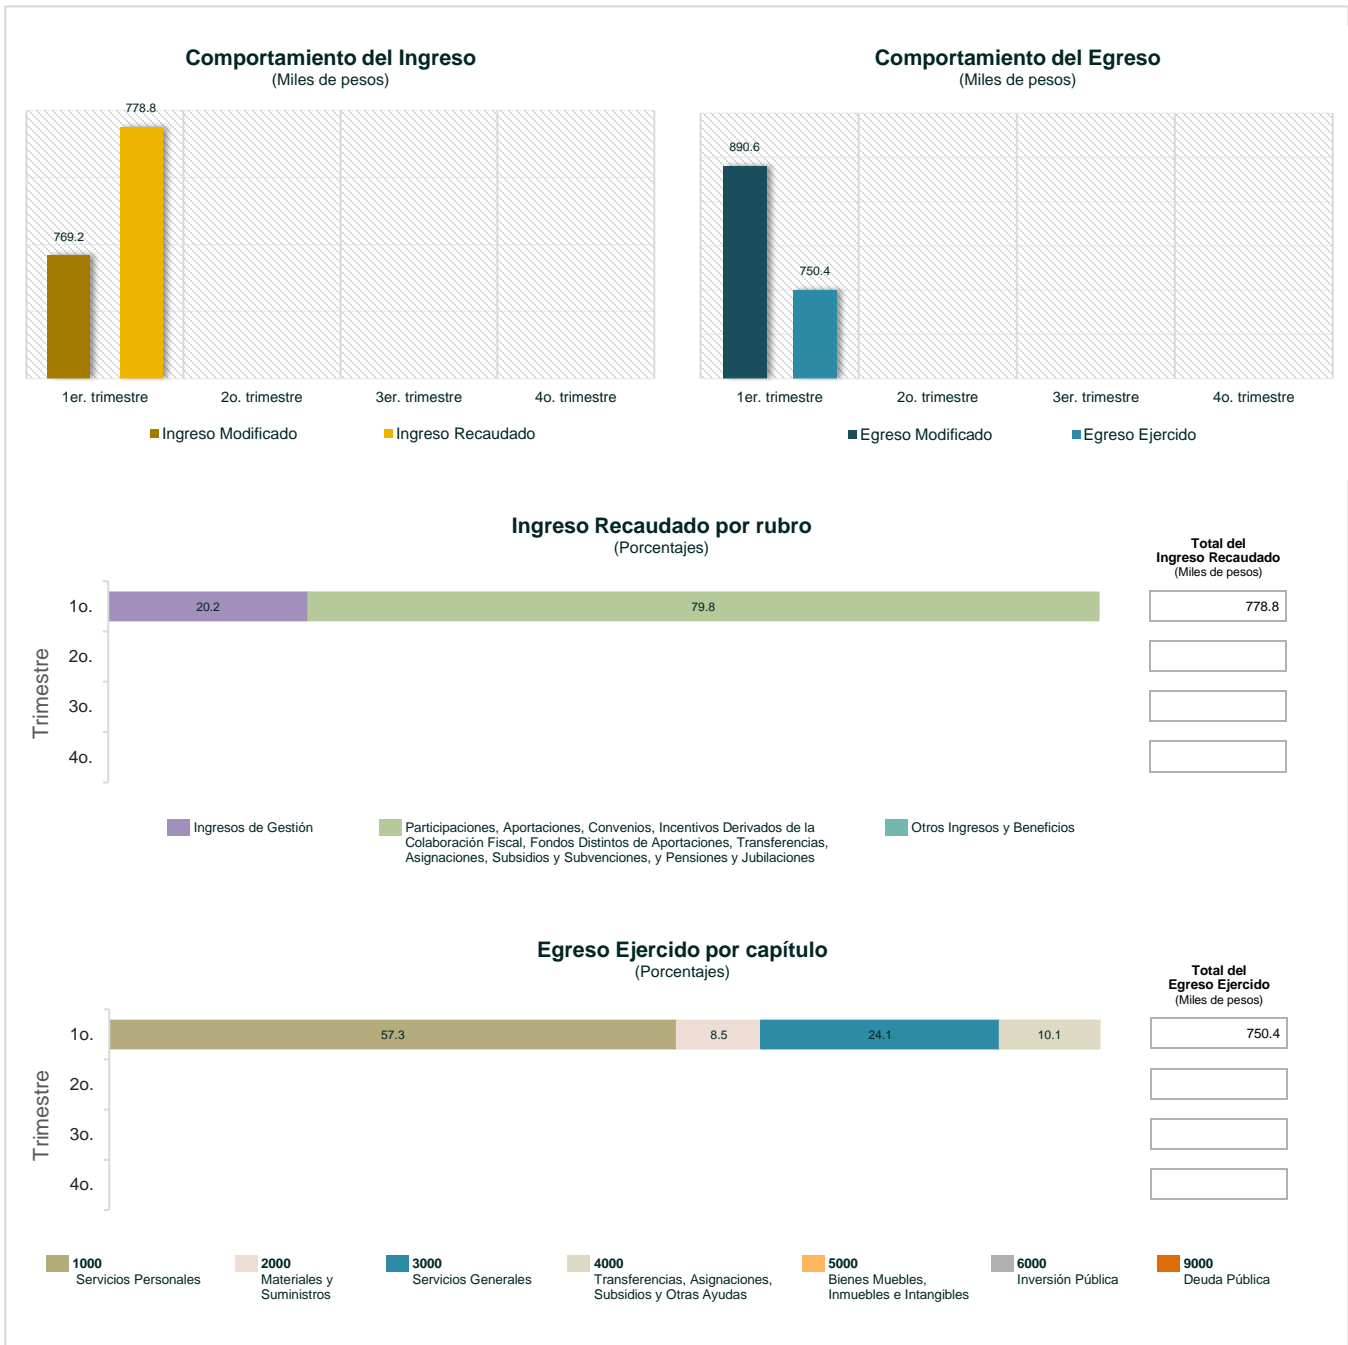 Comportamiento del Ingreso
(Miles de pesos)
778.8
769.2
1er. trimestre
2o. trimestre
3er. trimestre
4o. trimestre
Ingreso Modificado
Ingreso Recaudado
Comportamiento del Egreso
(Miles de pesos)
890.6
750.4
1er. trimestre
2o. trimestre
3er. trimestre
4o. trimestre
Egreso Modificado
Egreso Ejercido
Ingreso Recaudado por rubro
(Porcentajes)
Total del
Ingreso Recaudado
(Miles de pesos)
Trimestre
1o.
20.2
79.8
778.8
2o.
3o.
4o.
Ingresos de Gestión
Participaciones, Aportaciones, Convenios, Incentivos Derivados de la
Colaboración Fiscal, Fondos Distintos de Aportaciones, Transferencias,
Asignaciones, Subsidios y Subvenciones, y Pensiones y Jubilaciones
Otros Ingresos y Beneficios
Egreso Ejercido por capítulo
(Porcentajes)
Total del
Egreso Ejercido
(Miles de pesos)
Trimestre
1o.
57.3
8.5
24.1
10.1
750.4
2o.
3o.
4o.
1000
Servicios Personales
2000
Materiales y
Suministros
3000
Servicios Generales
4000
Transferencias, Asignaciones,
Subsidios y Otras Ayudas
5000
Bienes Muebles,
Inmuebles e Intangibles
6000
Inversión Pública
9000
Deuda Pública